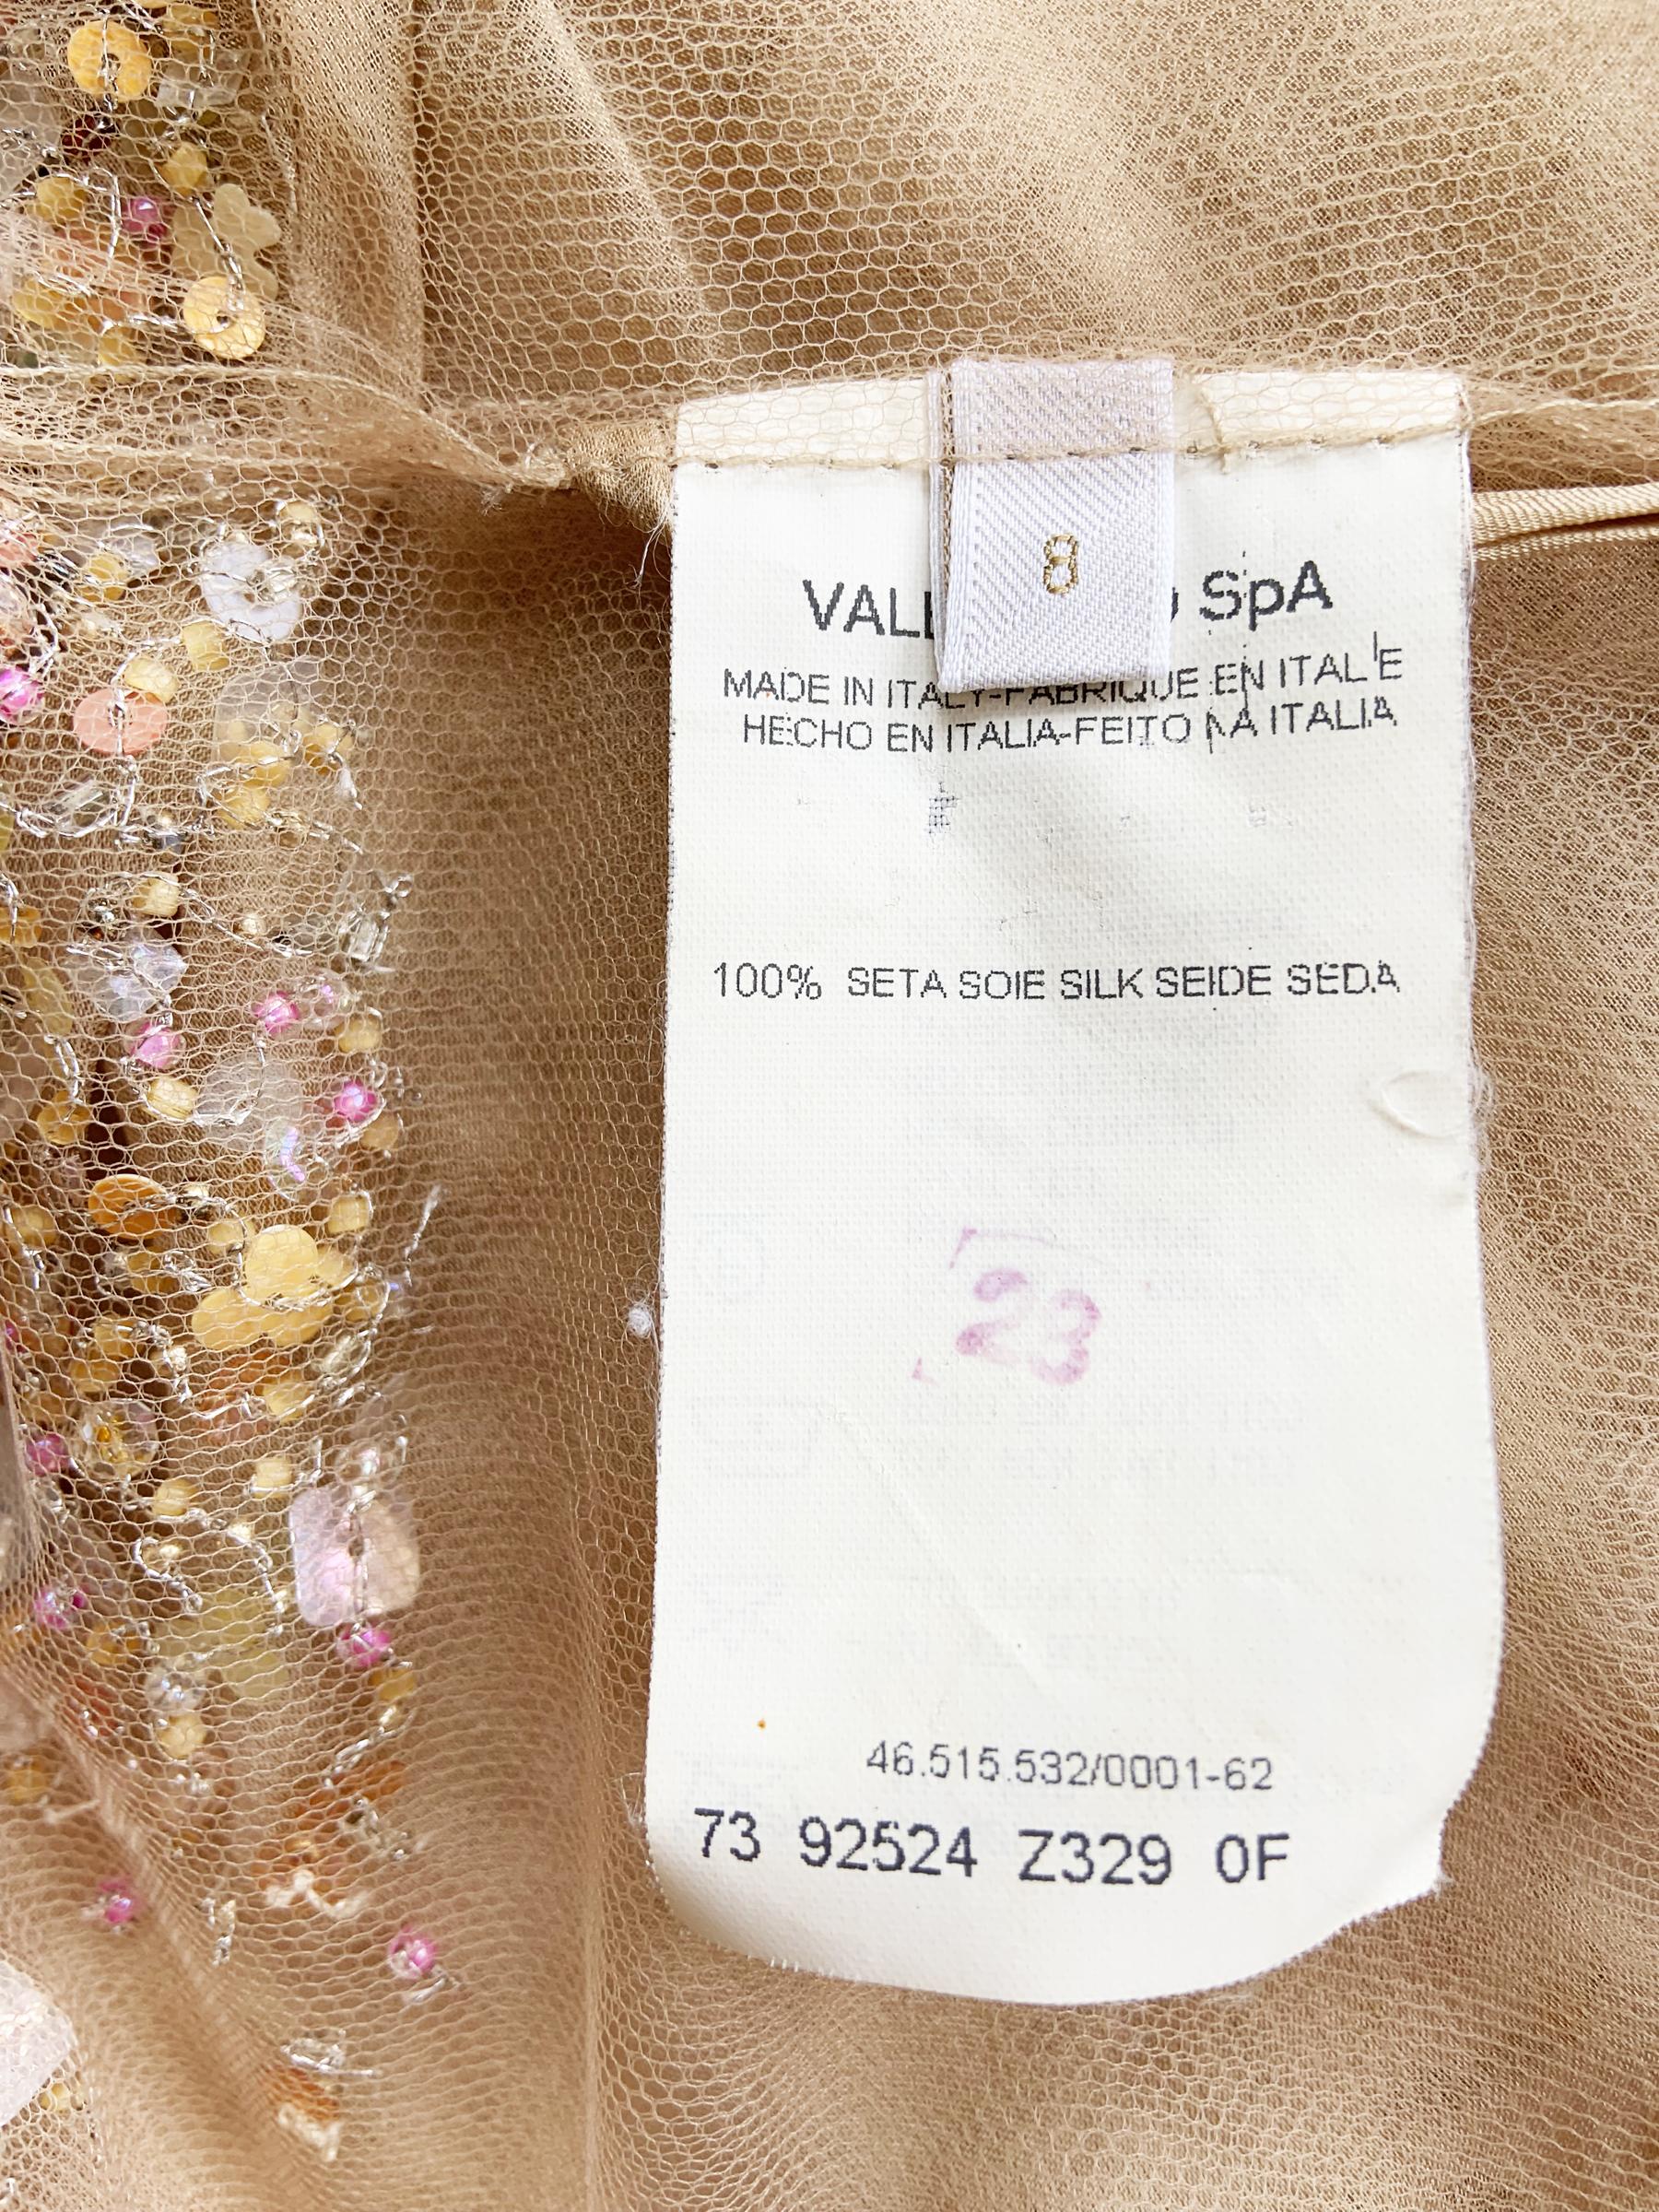 8
SpA
MADE IN ITALY-FABRIQUE EN ITALIE
HECHO EN ITALIA-FEITO NA ITALIA
100% SETA SOIE SILK SEIDE SEDA
23
46.515.532/0001-62
73 92524 Z329 0F